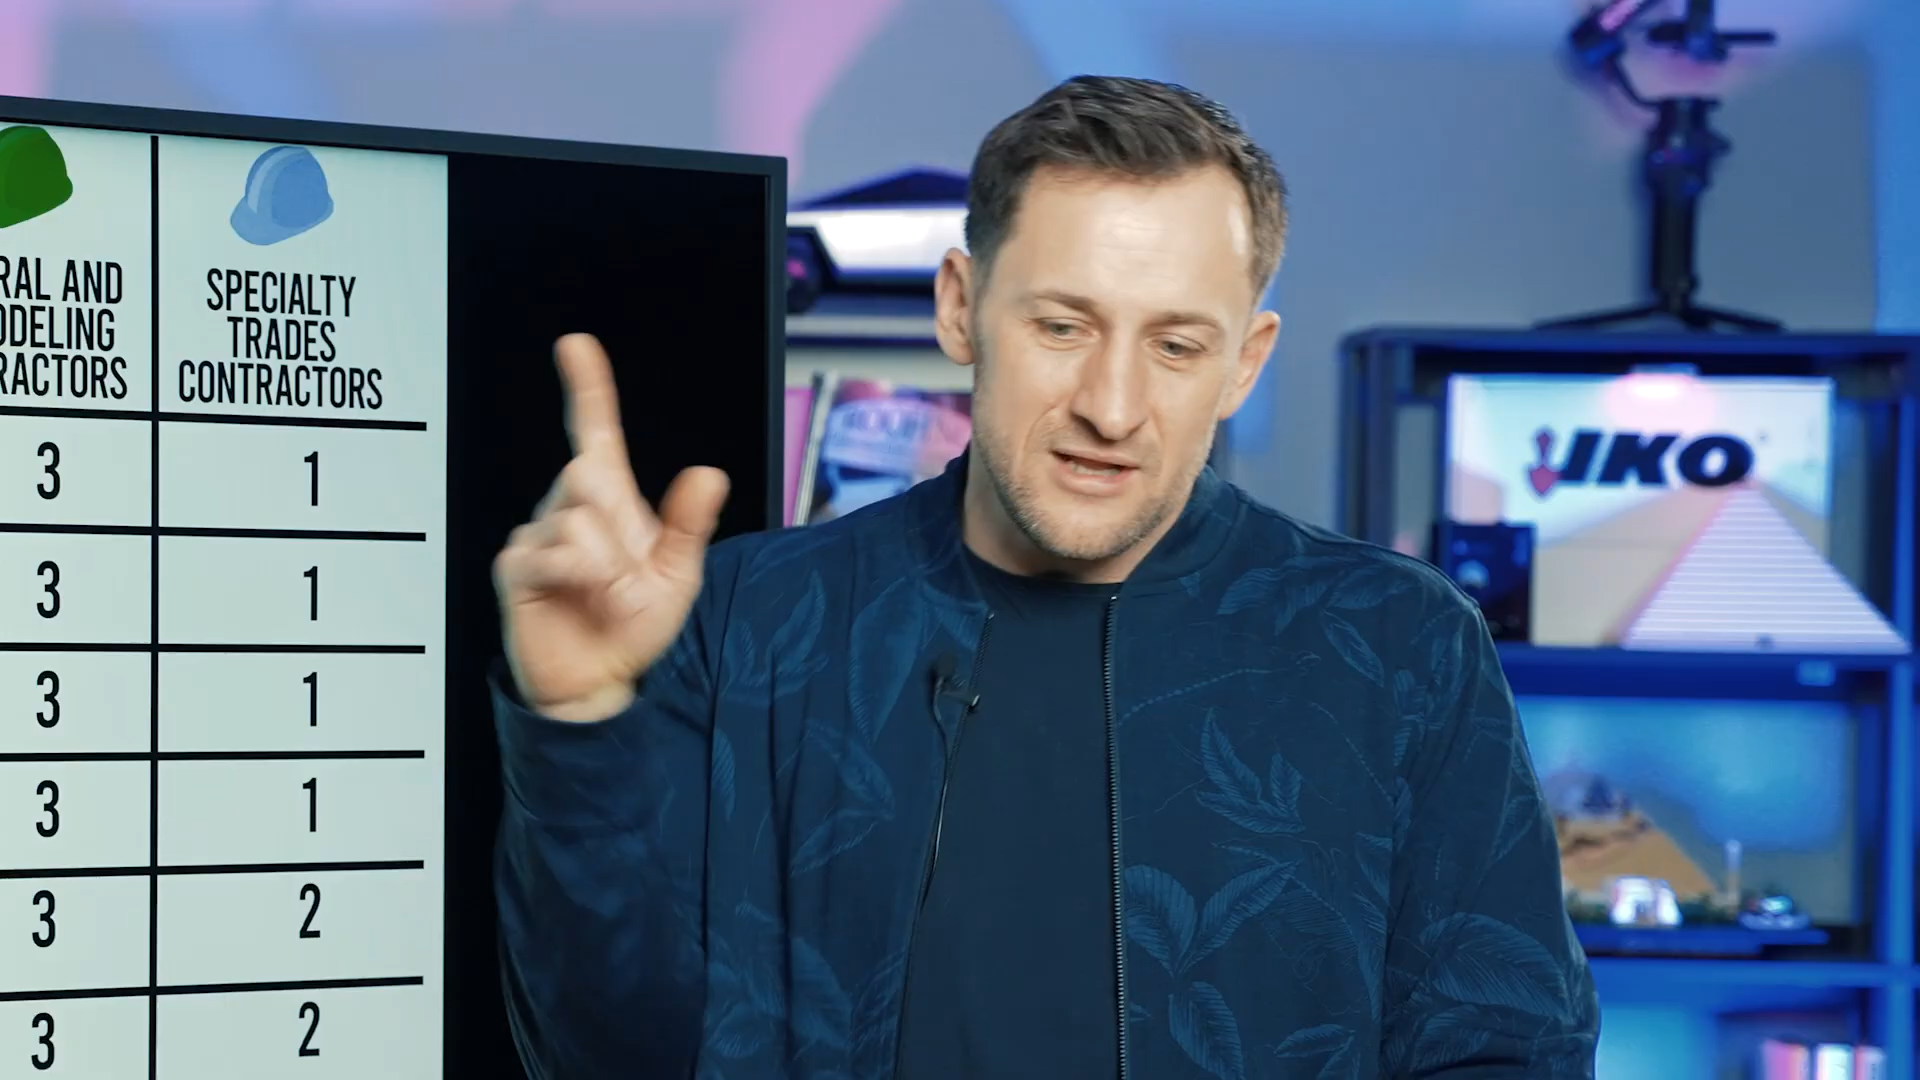 RAL AND
ODELING
RACTORS
SPECIALTY
TRADES
CONTRACTORS
3 1
3 1
3 1
3 1
3 2
3 2
IKO